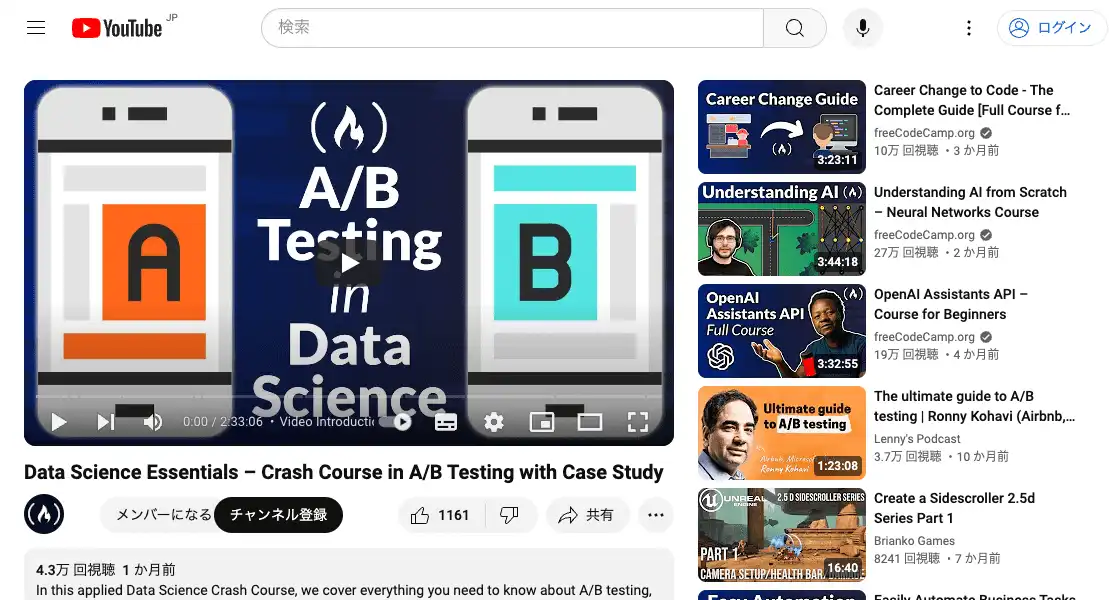 YouTube JP
検索
ログイン
A/B
Testing
in
Data
Science
A
B
0:00 / 2:33:06 • Video Introductio
Data Science Essentials – Crash Course in A/B Testing with Case Study
メンバーになる
チャンネル登録
1161
共有
4.3万 回視聴 1 か月前
In this applied Data Science Crash Course, we cover everything you need to know about A/B testing,
Career Change Guide
3:23:11
Career Change to Code - The
Complete Guide [Full Course f...
freeCodeCamp.org
10万 回視聴 ・3 か月前
Understanding AI
3:44:18
Understanding AI from Scratch
– Neural Networks Course
freeCodeCamp.org
27万 回視聴 ・2 か月前
OpenAI
Assistants API
Full Course
3:32:55
OpenAI Assistants API –
Course for Beginners
freeCodeCamp.org
19万 回視聴 ・4 か月前
Ultimate guide
to A/B testing
Airbnb, Microsof
Ronny Kohavi
1:23:08
The ultimate guide to A/B
testing | Ronny Kohavi (Airbnb,...
Lenny's Podcast
3.7万 回視聴 ・10 か月前
UNREAL
ENGINE
2.5 D SIDESCROLLER SERIES
PART 1
CAMERA SETUP/HEALTH BAR/
16:40
Create a Sidescroller 2.5d
Series Part 1
Brianko Games
8241 回視聴 ・7 か月前
Easy Automation
Easily Automate Business Tasks